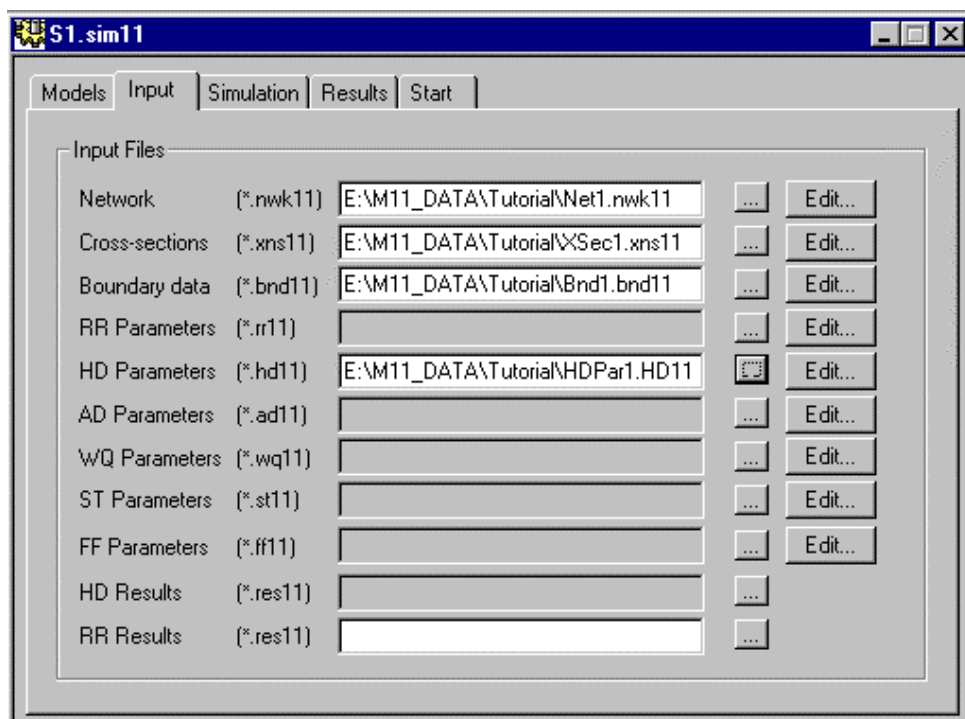 S1.sim11
Models Input Simulation Results Start
Input Files
Network (*.nwk11) E:\M11_DATA\Tutorial\Net1.nwk11 ... Edit...
Cross-sections (*.xns11) E:\M11_DATA\Tutorial\XSec1.xns11 ... Edit...
Boundary data (*.bnd11) E:\M11_DATA\Tutorial\Bnd1.bnd11 ... Edit...
RR Parameters (*.rr11) ... Edit...
HD Parameters (*.hd11) E:\M11_DATA\Tutorial\HDPar1.HD11 ... Edit...
AD Parameters (*.ad11) ... Edit...
WQ Parameters (*.wq11) ... Edit...
ST Parameters (*.st11) ... Edit...
FF Parameters (*.ff11) ... Edit...
HD Results (*.res11) ...
RR Results (*.res11) ...